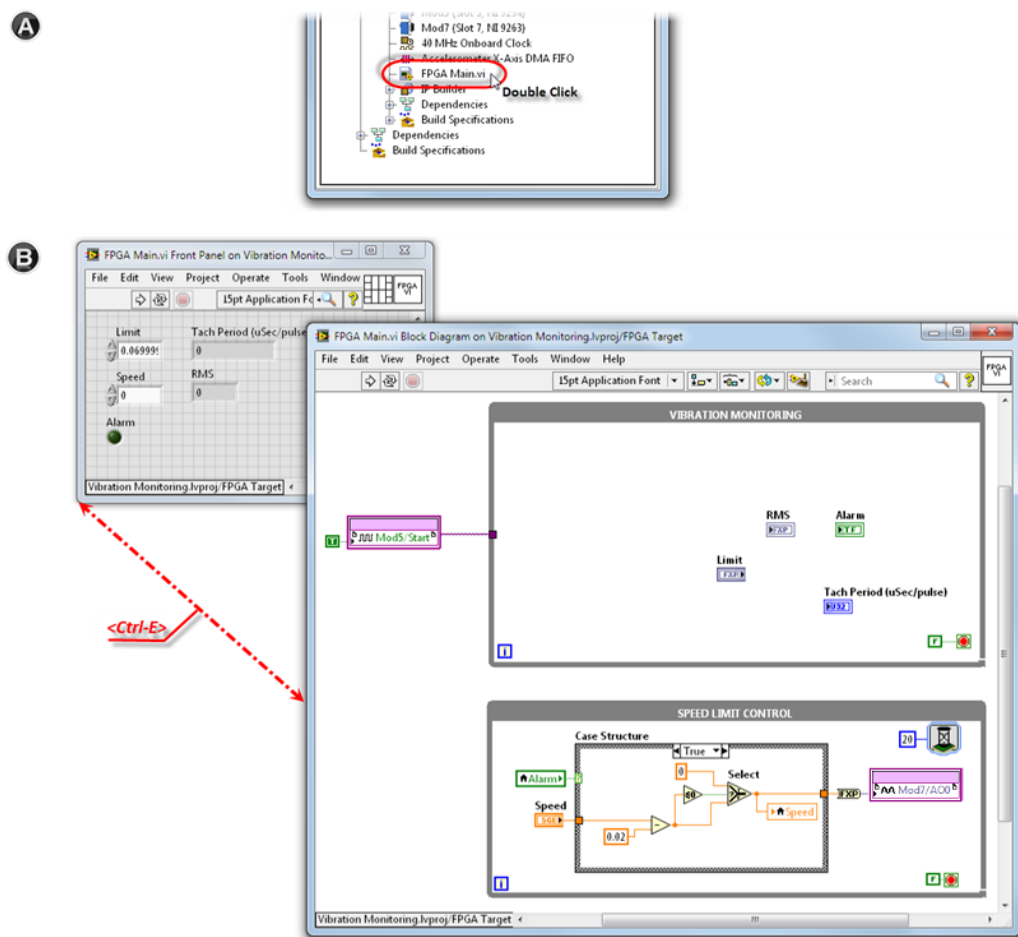 A
Mod7 (Slot 7, NI 9263)
40 MHz Onboard Clock
Accelerometer X-Axis DMA FIFO
FPGA Main.vi
IP Builder
Double Click
Dependencies
Build Specifications
Dependencies
Build Specifications
B
FPGA Main.vi Front Panel on Vibration Monito...
File Edit View Project Operate Tools Window
FPGA
VI
15pt Application Fo
Limit
Tach Period (uSec/pulse
0.06999
0
Speed
RMS
0
0
Alarm
Vibration Monitoring.lvproj/FPGA Target
<Ctrl-E>
FPGA Main.vi Block Diagram on Vibration Monitoring.lvproj/FPGA Target
File Edit View Project Operate Tools Window Help
FPGA
VI
15pt Application Font
Search
VIBRATION MONITORING
RMS
Alarm
FXP
TF
T
Mod5/Start
Limit
FXP
Tach Period (uSec/pulse)
U32
F
i
SPEED LIMIT CONTROL
Case Structure
20
True
Alarm
?
0
Select
FXP
Mod7/AO0
Speed
SGL
Speed
0.02
F
i
Vibration Monitoring.lvproj/FPGA Target